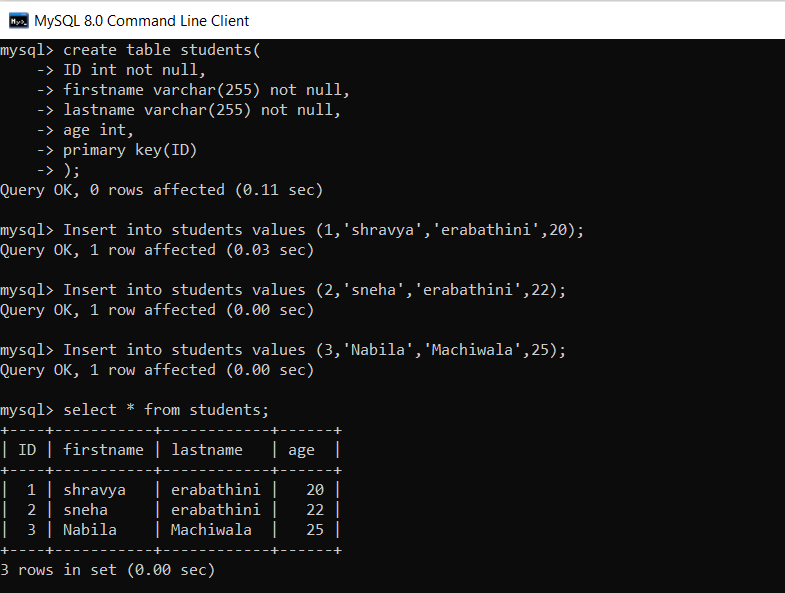 MySQL 8.0 Command Line Client
mysql> create table students(
    -> ID int not null,
    -> firstname varchar(255) not null,
    -> lastname varchar(255) not null,
    -> age int,
    -> primary key(ID)
    -> );
Query OK, 0 rows affected (0.11 sec)

mysql> Insert into students values (1,'shravya','erabathini',20);
Query OK, 1 row affected (0.03 sec)

mysql> Insert into students values (2,'sneha','erabathini',22);
Query OK, 1 row affected (0.00 sec)

mysql> Insert into students values (3,'Nabila','Machiwala',25);
Query OK, 1 row affected (0.00 sec)

mysql> select * from students;
+----+-----------+------------+------+
| ID | firstname | lastname   | age  |
+----+-----------+------------+------+
|  1 | shravya   | erabathini |   20 |
|  2 | sneha     | erabathini |   22 |
|  3 | Nabila    | Machiwala  |   25 |
+----+-----------+------------+------+
3 rows in set (0.00 sec)